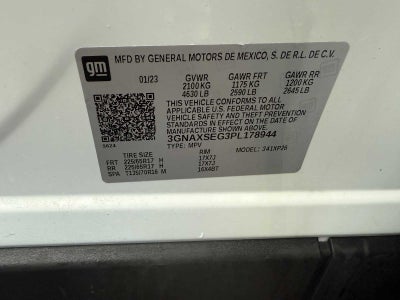 gm
MFD BY GENERAL MOTORS DE MEXICO, S. DE R.L. DE C.V.
01/23 GVWR GAWR FRT GAWR RR
2100 KG 1175 KG 1200 KG
4630 LB 2590 LB 2645 LB
THIS VEHICLE CONFORMS TO ALL APPLICABLE
U.S. FEDERAL MOTOR
VEHICLE SAFETY, BUMPER, AND
THEFT PREVENTION STANDARDS
IN EFFECT ON THE DATE OF
MANUFACTURE SHOWN ABOVE.
3GNAXSEG3PL178944
TYPE: MPV MODEL: 341XP26
RIM
FRT 225/65R17 H 17X7J
RR 225/65R17 H 17X7J
SPA T135/70R16 M 16X4BT